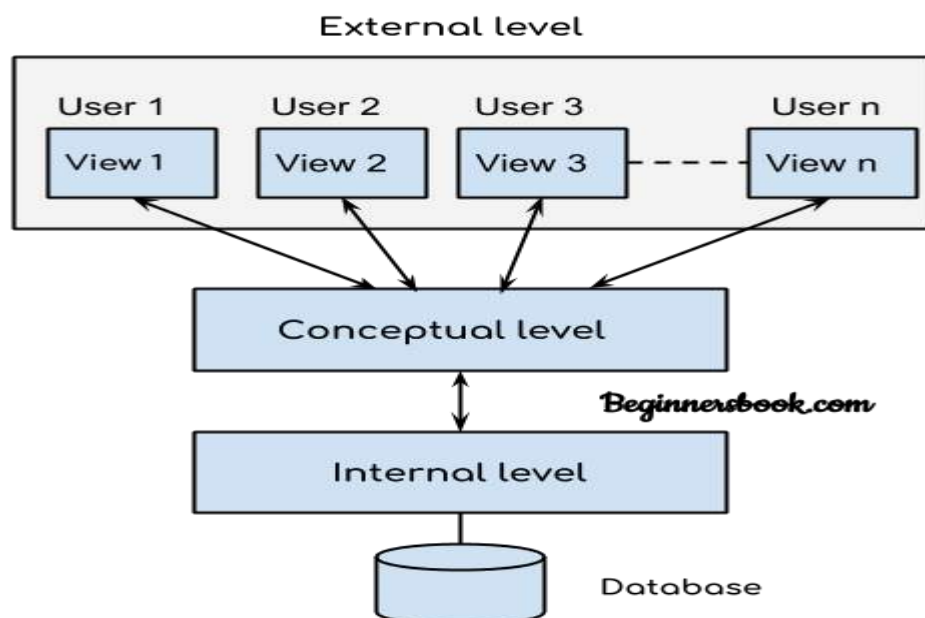 External level
User 1 User 2 User 3 User n
View 1 View 2 View 3 View n
Conceptual level
Beginnersbook.com
Internal level
Database